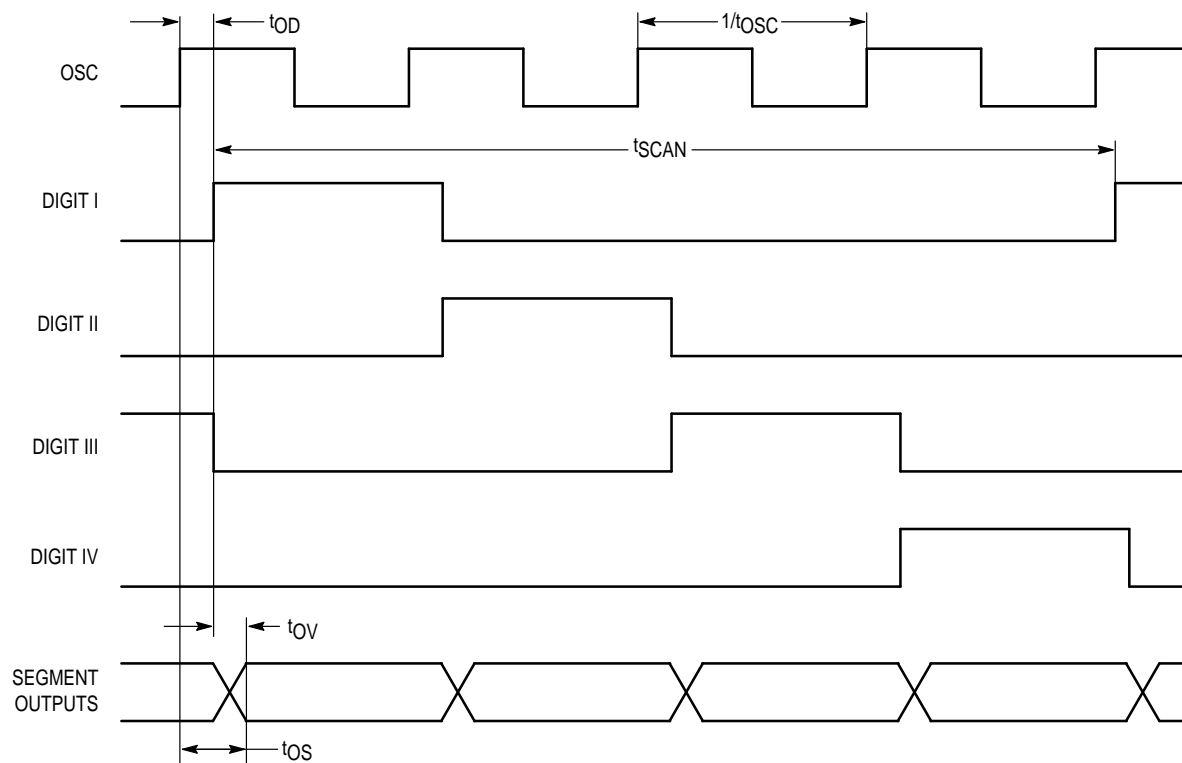 tOD
1/tOSC
OSC
tSCAN
DIGIT I
DIGIT II
DIGIT III
DIGIT IV
tOV
SEGMENT
OUTPUTS
tOS